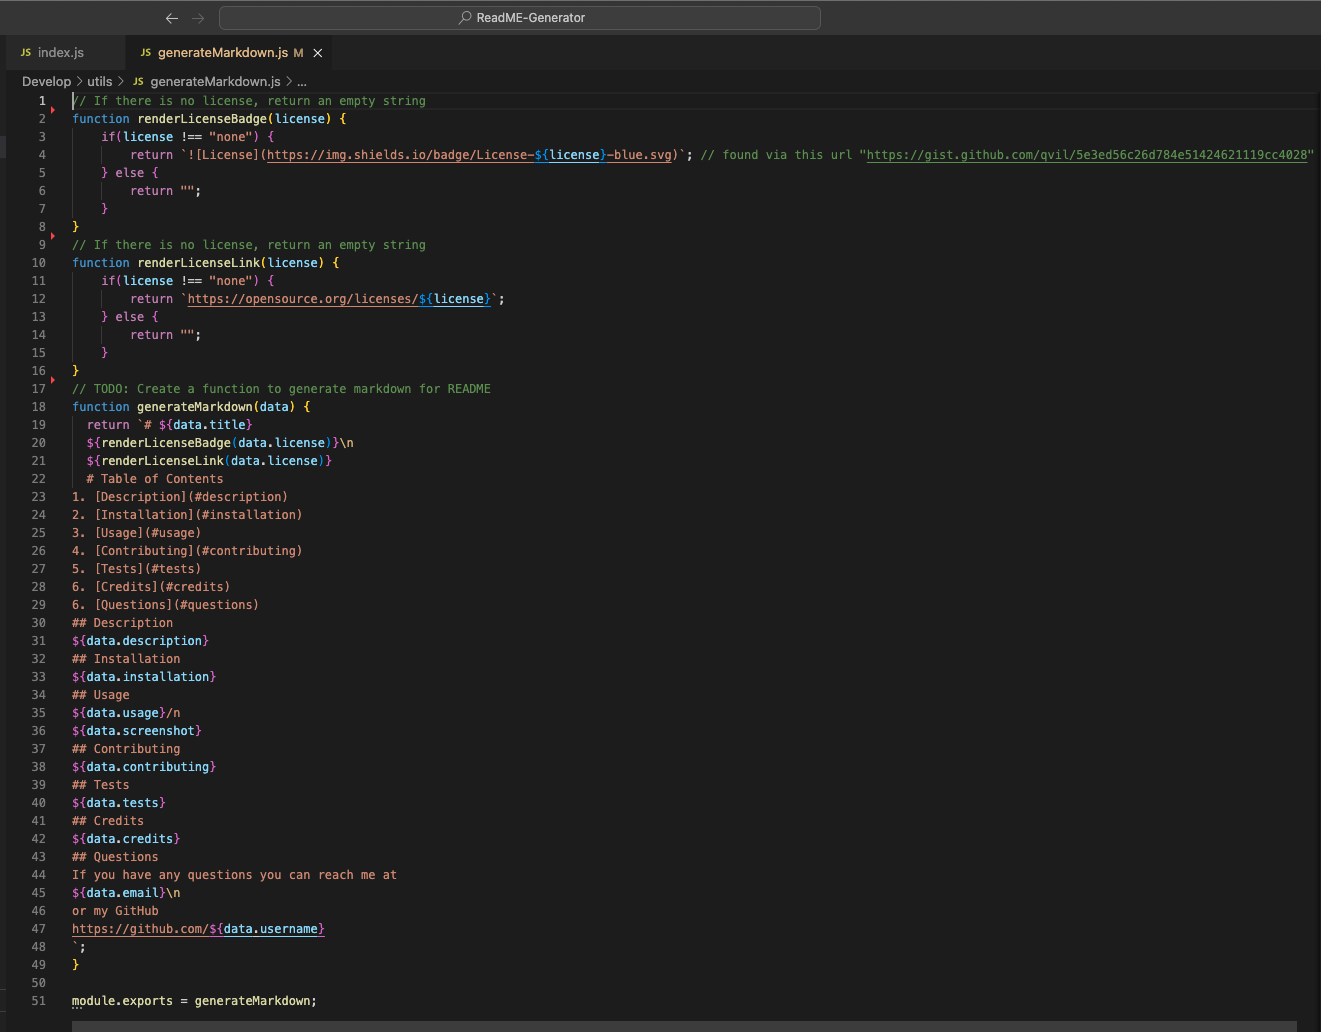 ReadME-Generator
JS index.js
JS generateMarkdown.js M
Develop > utils > JS generateMarkdown.js > ...
1 // If there is no license, return an empty string
2 function renderLicenseBadge(license) {
3     if(license !== "none") {
4         return `![License](https://img.shields.io/badge/License-${license}-blue.svg)`; // found via this url "https://gist.github.com/qvil/5e3ed56c26d784e51424621119cc4028"
5     } else {
6         return "";
7     }
8 }
9 // If there is no license, return an empty string
10 function renderLicenseLink(license) {
11     if(license !== "none") {
12         return `https://opensource.org/licenses/${license}`;
13     } else {
14         return "";
15     }
16 }
17 // TODO: Create a function to generate markdown for README
18 function generateMarkdown(data) {
19   return `# ${data.title}
20   ${renderLicenseBadge(data.license)}\n
21   ${renderLicenseLink(data.license)}
22   # Table of Contents
23 1. [Description](#description)
24 2. [Installation](#installation)
25 3. [Usage](#usage)
26 4. [Contributing](#contributing)
27 5. [Tests](#tests)
28 6. [Credits](#credits)
29 6. [Questions](#questions)
30 ## Description
31 ${data.description}
32 ## Installation
33 ${data.installation}
34 ## Usage
35 ${data.usage}/n
36 ${data.screenshot}
37 ## Contributing
38 ${data.contributing}
39 ## Tests
40 ${data.tests}
41 ## Credits
42 ${data.credits}
43 ## Questions
44 If you have any questions you can reach me at
45 ${data.email}\n
46 or my GitHub
47 https://github.com/${data.username}
48 `;
49 }
50
51 module.exports = generateMarkdown;